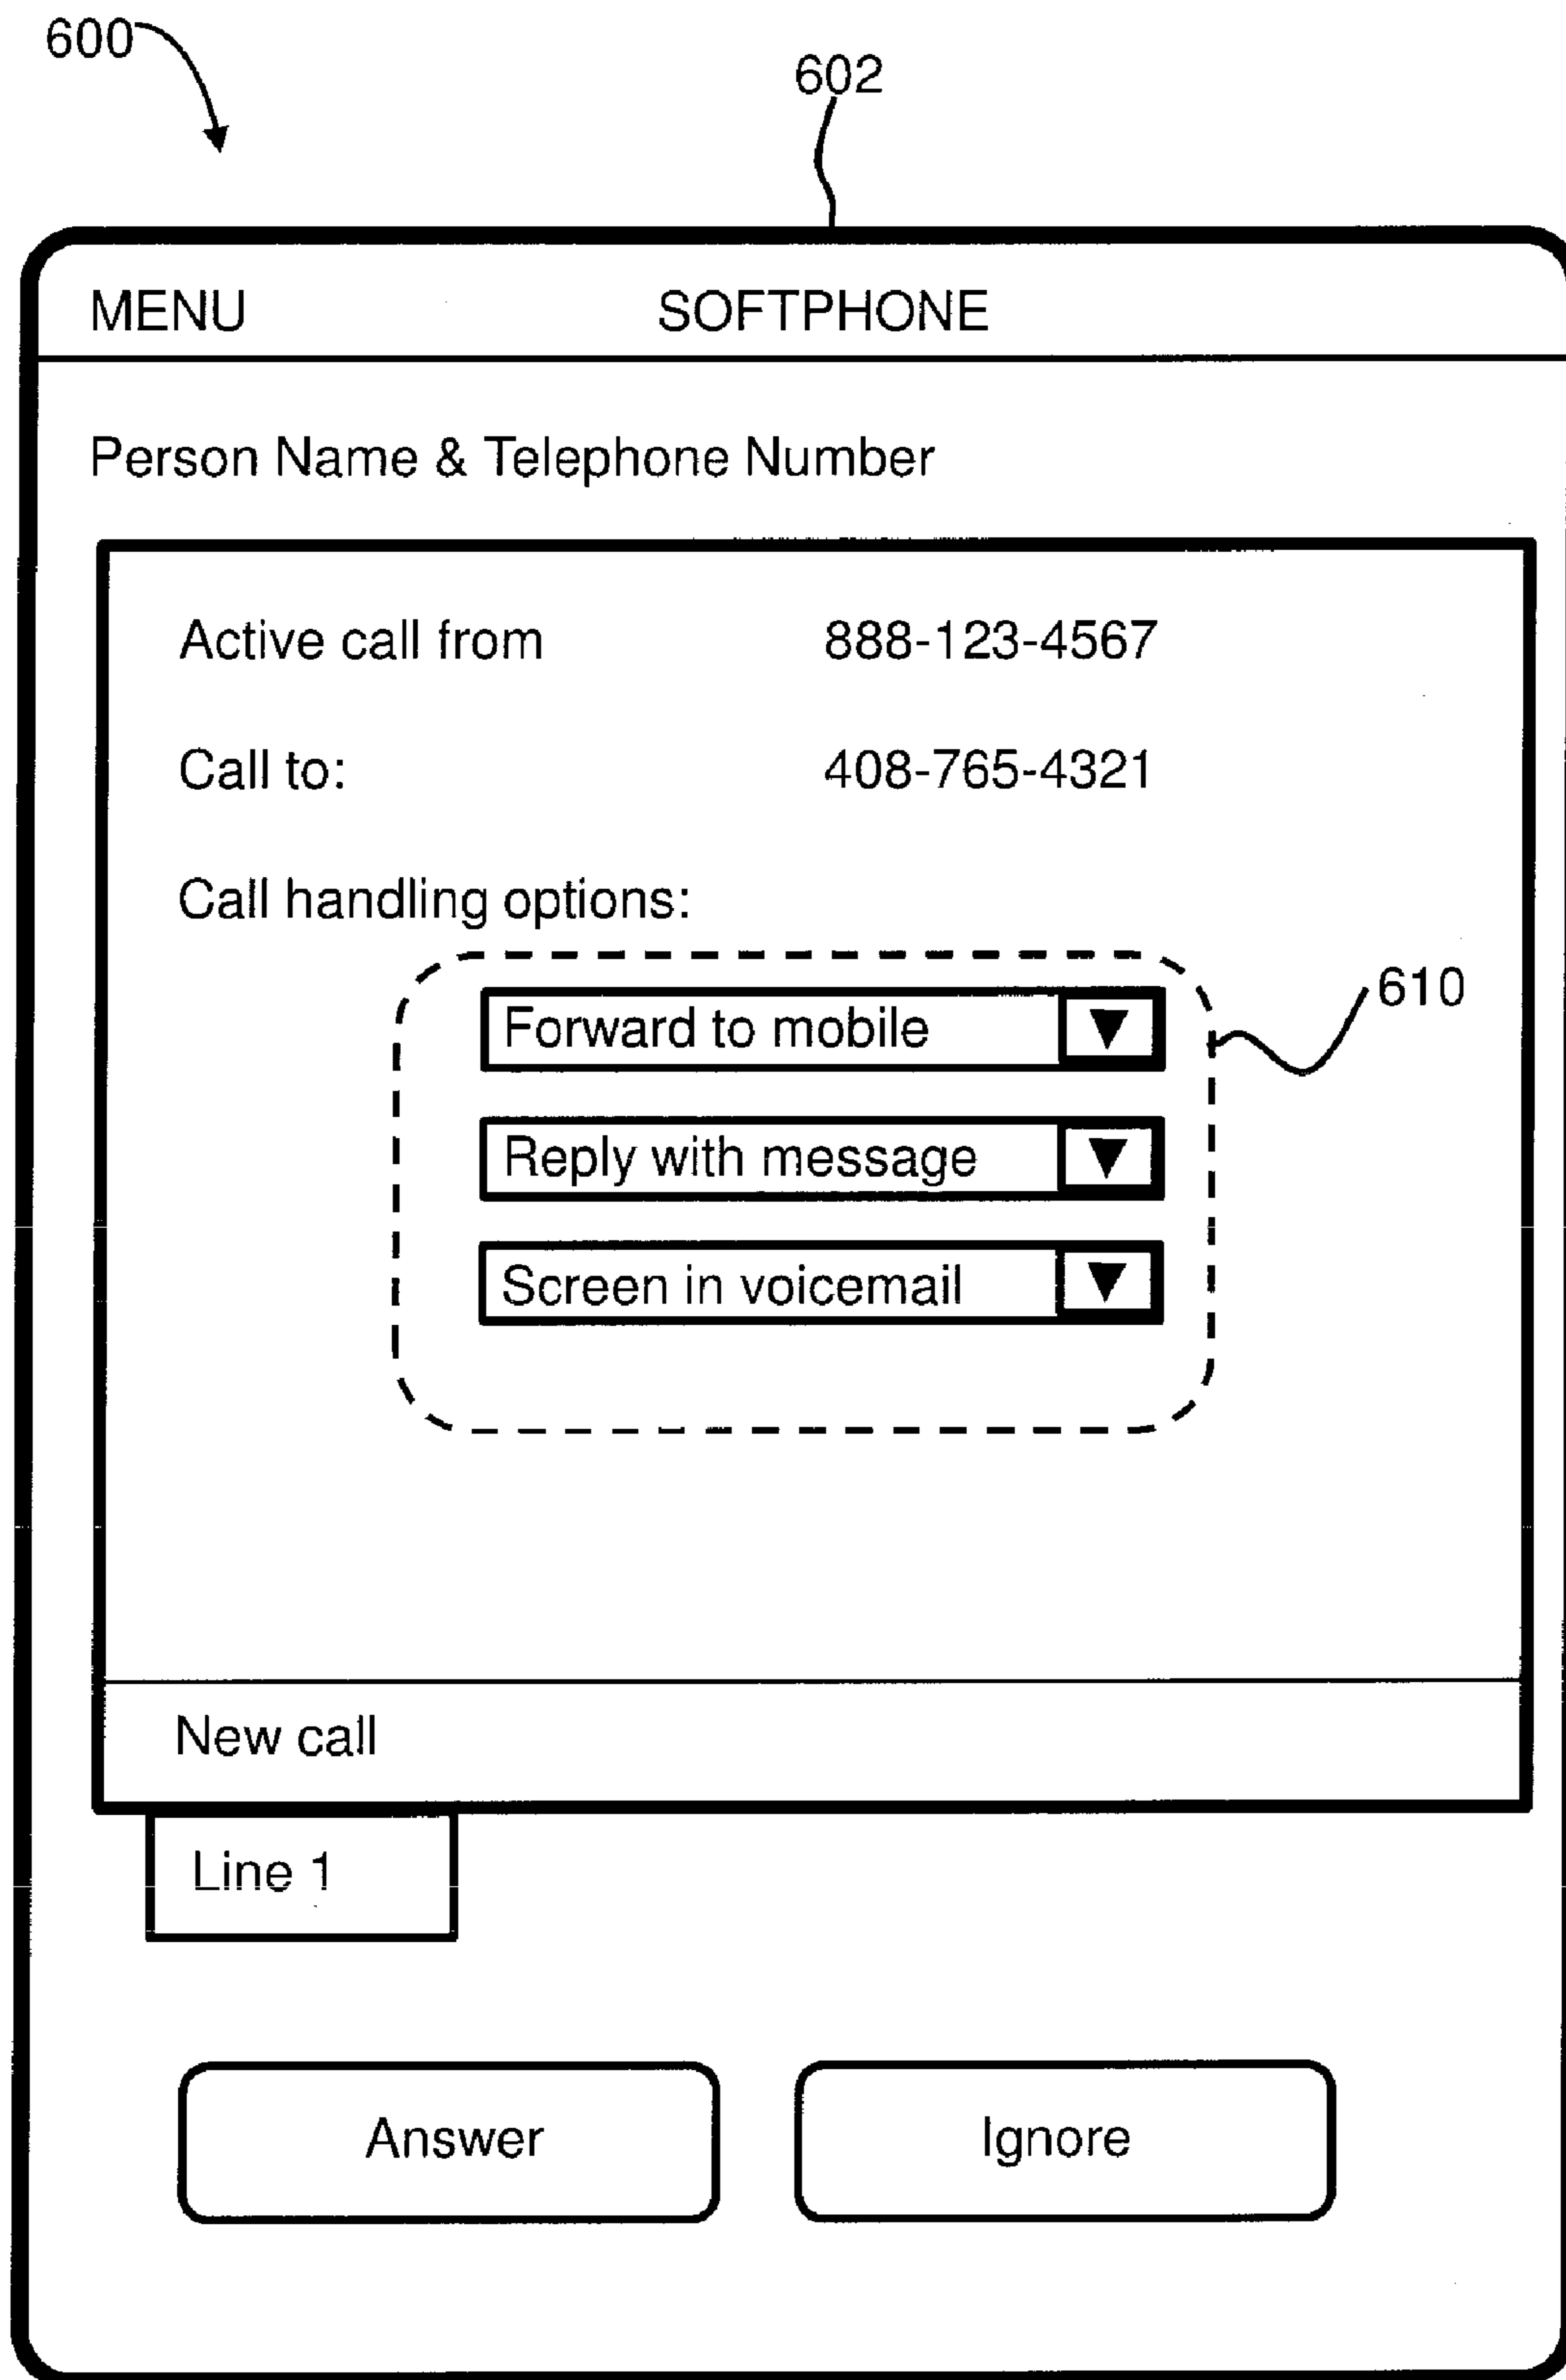 600
602
MENU SOFTPHONE
Person Name & Telephone Number
Active call from 888-123-4567
Call to: 408-765-4321
Call handling options:
610
Forward to mobile
Reply with message
Screen in voicemail
New call
Line 1
Answer Ignore